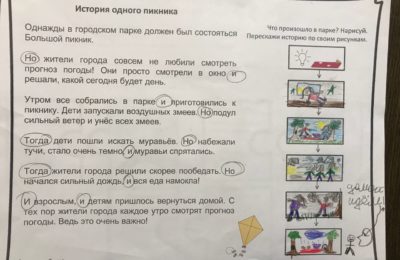 История одного пикника
Однажды в городском парке должен был состояться
Большой пикник.
Но жители города совсем не любили смотреть
прогноз погоды! Они просто смотрели в окно и
решали, какой сегодня будет день.
Утром все собрались в парке и приготовились к
пикнику. Дети запускали воздушных змеев. Но подул
сильный ветер и унёс всех змеев.
Тогда дети пошли искать муравьёв. Но набежали
тучи, стало очень темно, и муравьи спрятались.
Тогда жители города решили скорее пообедать. Но
начался сильный дождь, и вся еда намокла!
И взрослым, и детям пришлось вернуться домой. С
тех пор жители города каждое утро смотрят прогноз
погоды. Ведь это очень важно!
Что произошло в парке? Нарисуй.
Перескажи историю по своим рисункам.